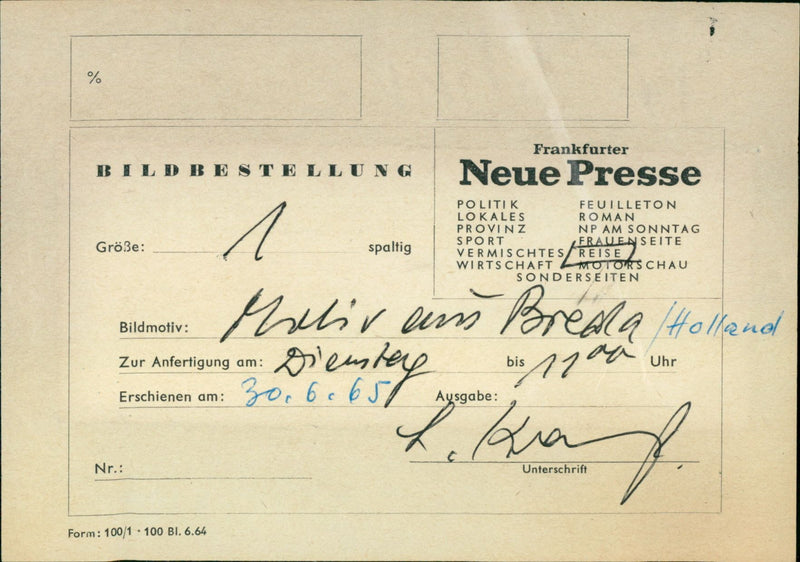 %
BILDBESTELLUNG
Frankfurter
Neue Presse
POLITIK FEUILLETON
LOKALES ROMAN
PROVINZ NP AM SONNTAG
SPORT FRAUENSEITE
VERMISCHTES REISE
WIRTSCHAFT MOTORSCHAU
SONDERSEITEN
Größe: 1 spaltig
Bildmotiv: Motiv aus Breda /Holland
Zur Anfertigung am: Dienstag bis 11 00 Uhr
Erschienen am: 30.6.65 Ausgabe:
Unterschrift
Nr.:
Form: 100/1 · 100 Bl. 6.64